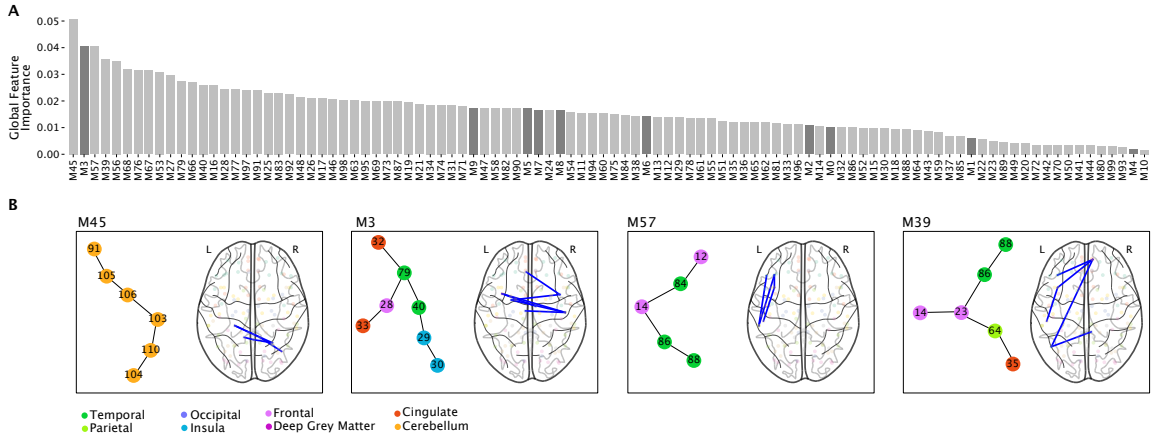 A
Global Feature
Importance
0.05
0.04
0.03
0.02
0.01
0.00
M45 M3 M57 M39 M56 M68 M76 M67 M53 M27 M79 M66 M40 M16 M28 M77 M97 M91 M25 M83 M92 M48 M26 M17 M46 M98 M63 M95 M69 M73 M87 M19 M21 M34 M74 M31 M71 M9 M47 M58 M82 M90 M5 M7 M24 M8 M54 M11 M94 M60 M75 M84 M38 M6 M13 M12 M29 M78 M61 M55 M51 M35 M36 M65 M62 M81 M33 M96 M2 M14 M0 M32 M86 M52 M15 M30 M18 M88 M64 M43 M59 M37 M85 M1 M22 M23 M89 M49 M20 M72 M42 M70 M50 M41 M44 M80 M99 M93 M4 M10
B
M45
91
105
106
103
110
104
L R
M3
32
79
28
40
33
29
30
L R
M57
12
84
14
86
88
L R
M39
88
86
14
23
64
35
L R
Temporal Occipital Frontal Cingulate
Parietal Insula Deep Grey Matter Cerebellum